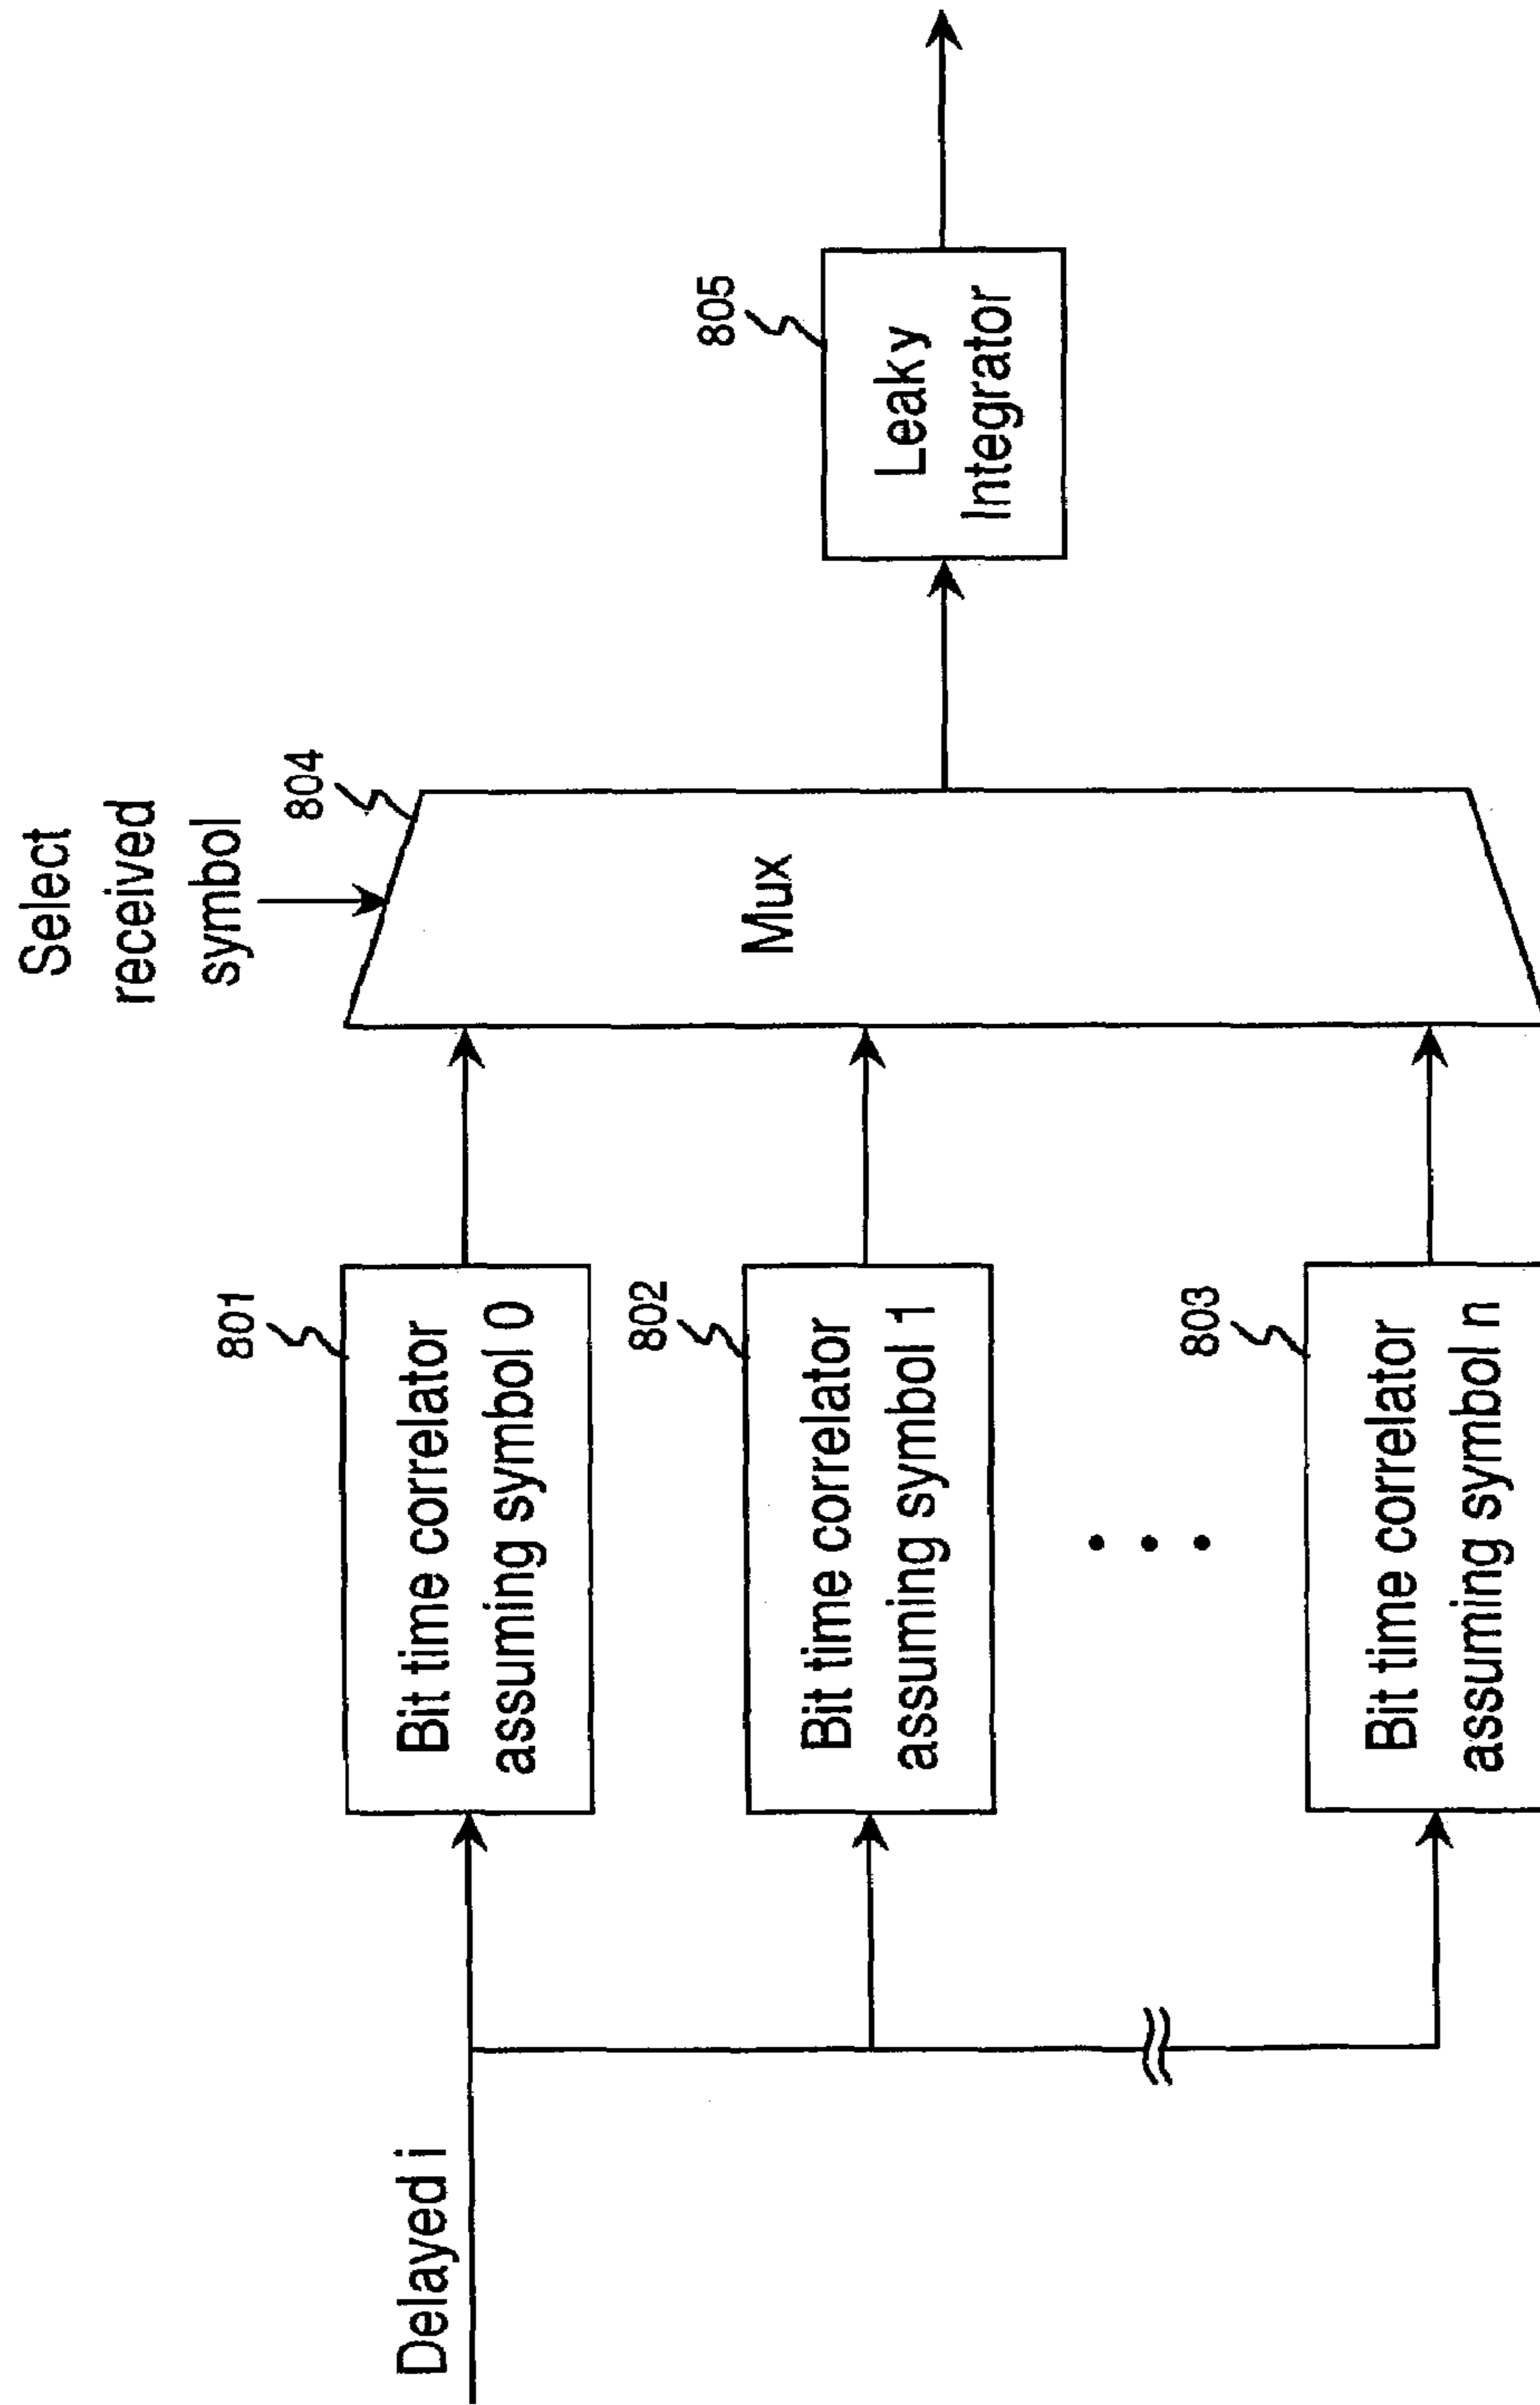 Select
received
symbol
804
Mux
805
Leaky
Integrator
801
Bit time correlator
assuming symbol 0
802
Bit time correlator
assuming symbol 1
803
Bit time correlator
assuming symbol n
Delayed i